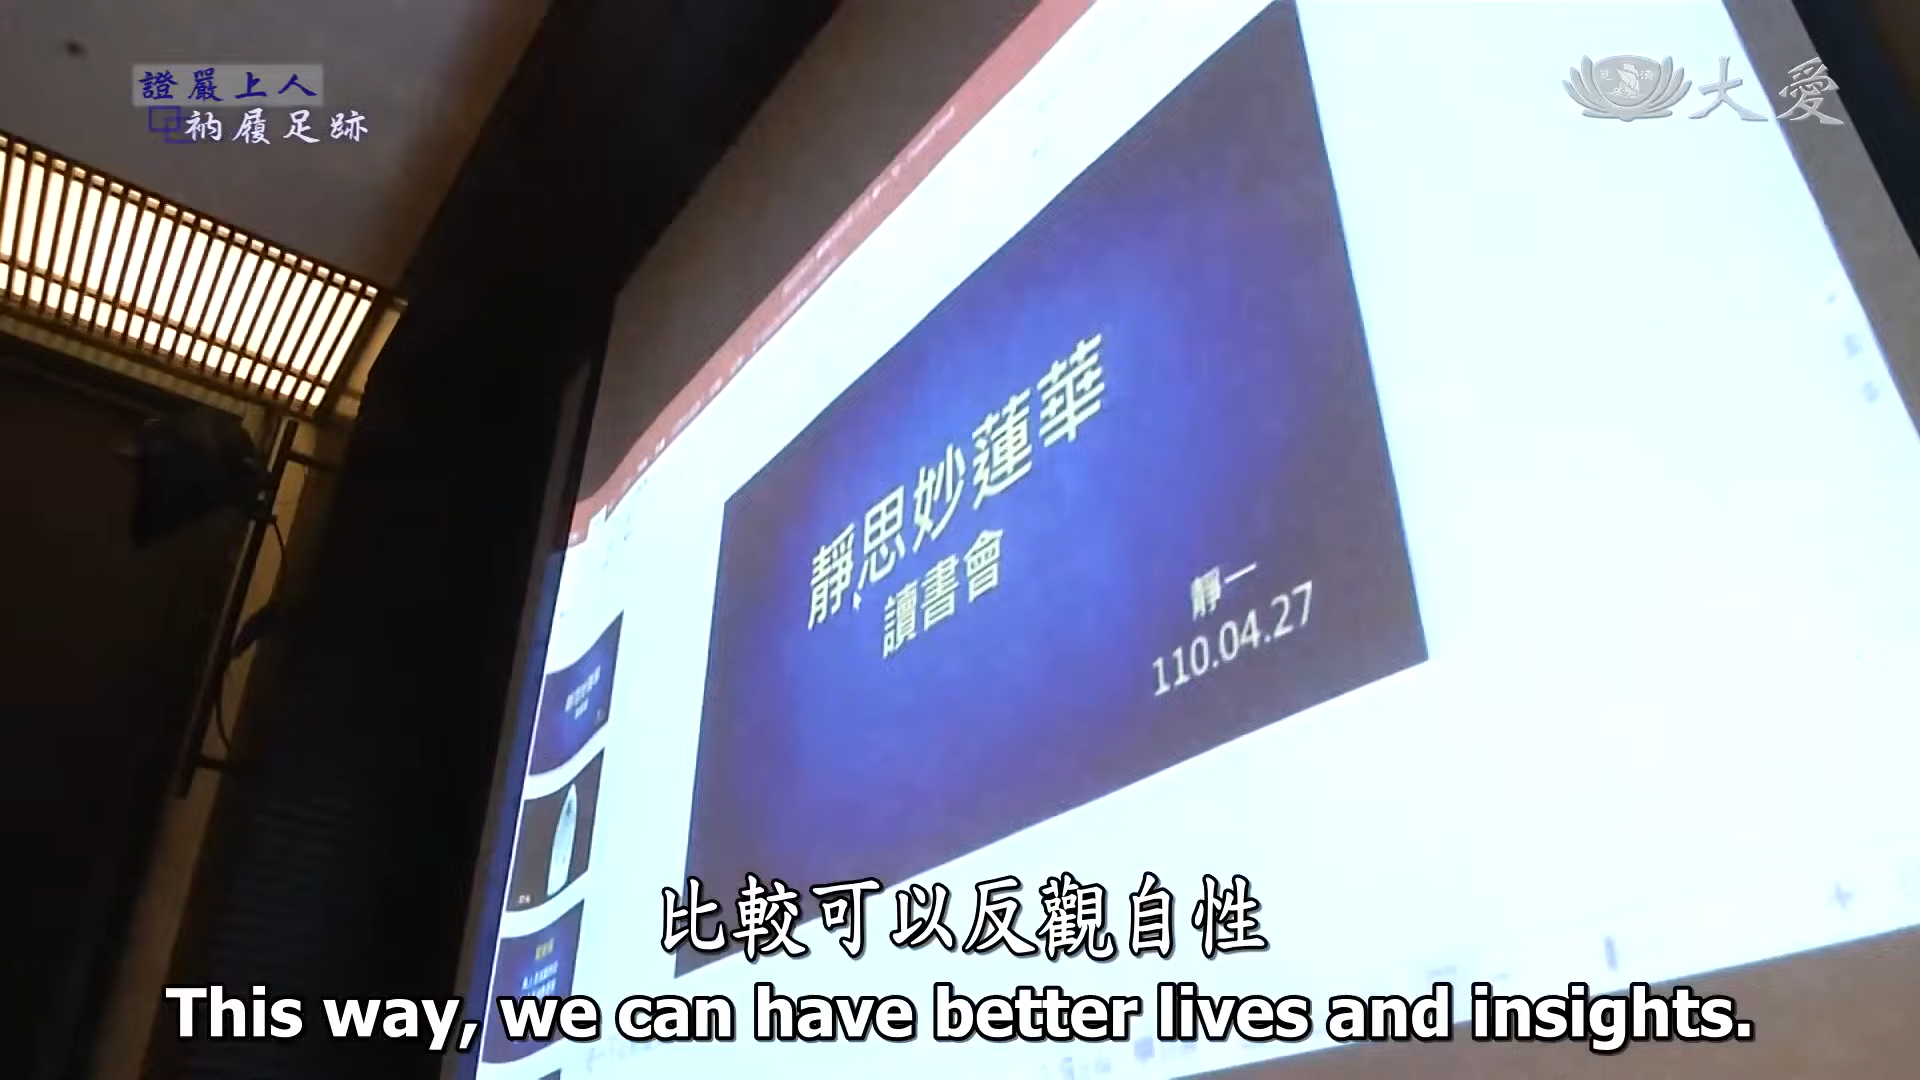 證嚴上人
衲履足跡
大愛
慈濟
靜思妙蓮華
讀書會
靜一
110.04.27
比較可以反觀自性
This way, we can have better lives and insights.